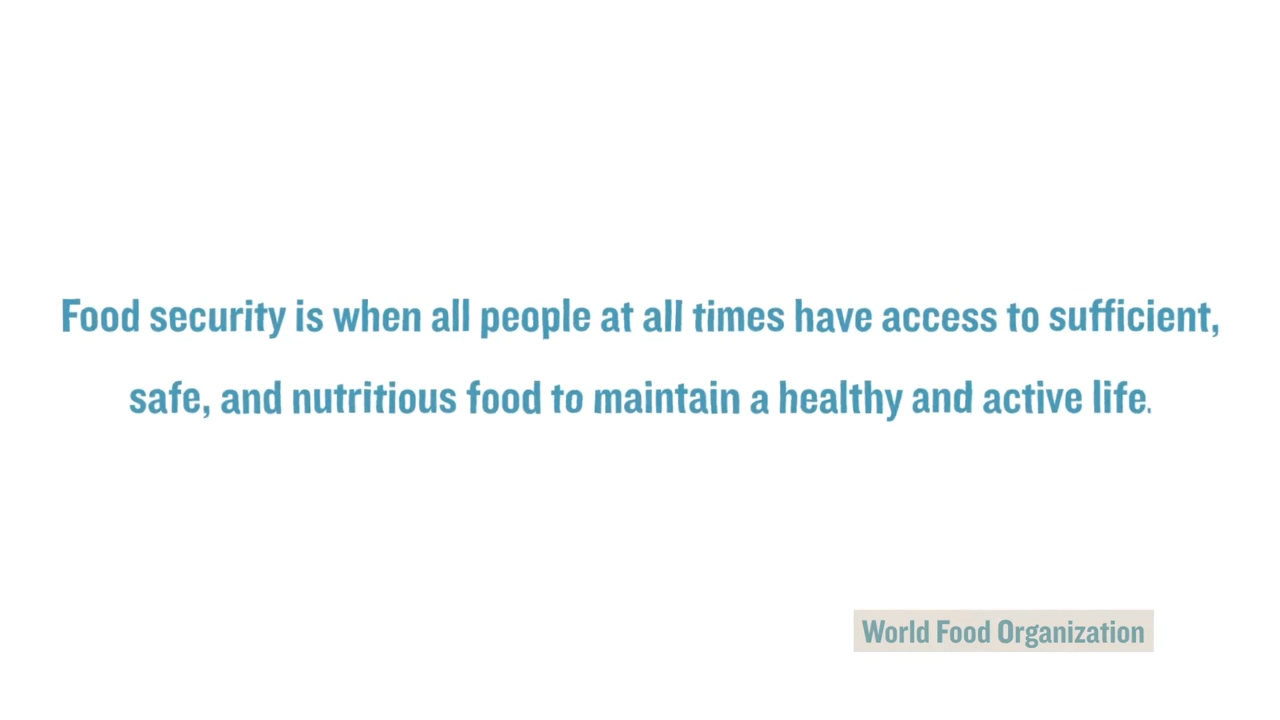 Food security is when all people at all times have access to sufficient,
safe, and nutritious food to maintain a healthy and active life.
World Food Organization